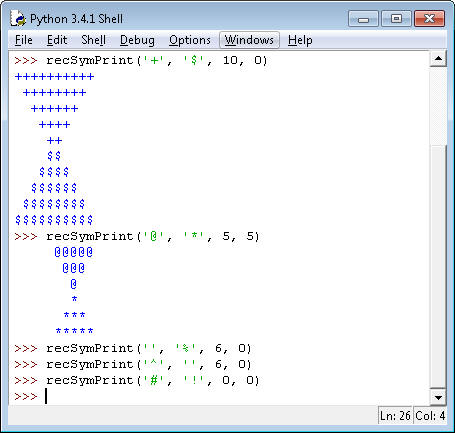 Python 3.4.1 Shell
File Edit Shell Debug Options Windows Help
>>> recSymPrint('+', '$', 10, 0)
++++++++++
 ++++++++
  ++++++
   ++++
    ++
    $$
   $$$$
  $$$$$$
 $$$$$$$$
$$$$$$$$$$
>>> recSymPrint('@', '*', 5, 5)
     @@@@@
      @@@
       @
       *
      ***
     *****
>>> recSymPrint('', '%', 6, 0)
>>> recSymPrint('^', '', 6, 0)
>>> recSymPrint('#', '!', 0, 0)
>>>
Ln: 26 Col: 4